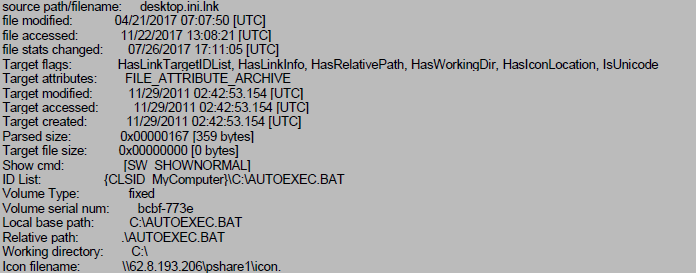 source path/filename: desktop.ini.lnk
file modified: 04/21/2017 07:07:50 [UTC]
file accessed: 11/22/2017 13:08:21 [UTC]
file stats changed: 07/26/2017 17:11:05 [UTC]
Target flags: HasLinkTargetIDList, HasLinkInfo, HasRelativePath, HasWorkingDir, HasIconLocation, IsUnicode
Target attributes: FILE_ATTRIBUTE_ARCHIVE
Target modified: 11/29/2011 02:42:53.154 [UTC]
Target accessed: 11/29/2011 02:42:53.154 [UTC]
Target created: 11/29/2011 02:42:53.154 [UTC]
Parsed size: 0x00000167 [359 bytes]
Target file size: 0x00000000 [0 bytes]
Show cmd: [SW_SHOWNORMAL]
ID List: {CLSID_MyComputer}\C:\AUTOEXEC.BAT
Volume Type: fixed
Volume serial num: bcbf-773e
Local base path: C:\AUTOEXEC.BAT
Relative path: .\AUTOEXEC.BAT
Working directory: C:\
Icon filename: \\62.8.193.206\pshare1\icon.